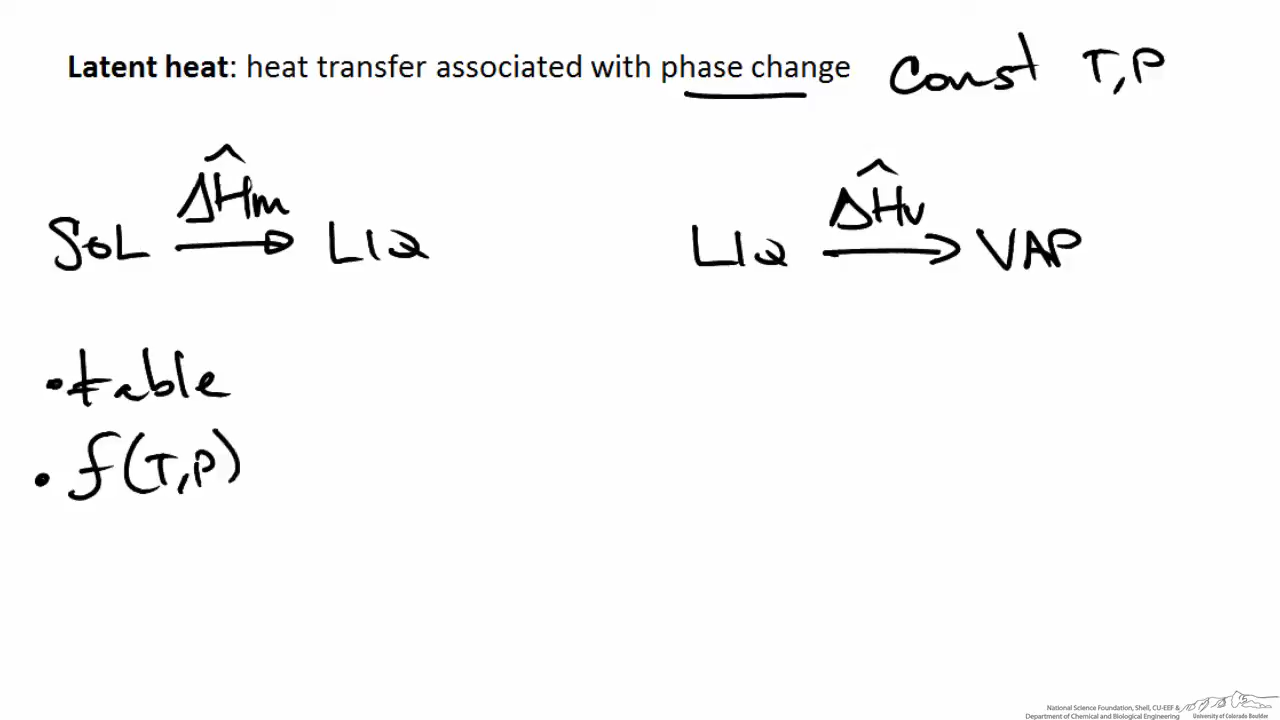 Latent heat: heat transfer associated with phase change Const T,P
SOL ΔĤm LIQ
LIQ ΔĤv VAP
• table
• f(T,P)
National Science Foundation, Shell, CU-EEF &
Department of Chemical and Biological Engineering
University of Colorado Boulder